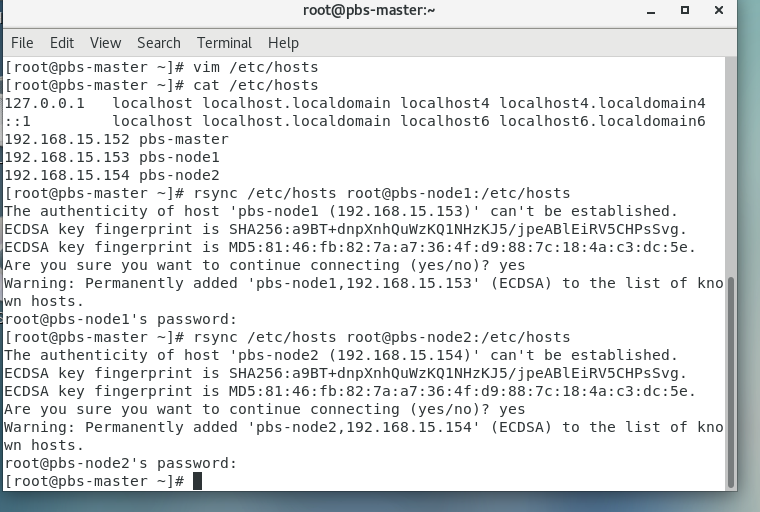 root@pbs-master:~
File Edit View Search Terminal Help
[root@pbs-master ~]# vim /etc/hosts
[root@pbs-master ~]# cat /etc/hosts
127.0.0.1   localhost localhost.localdomain localhost4 localhost4.localdomain4
::1         localhost localhost.localdomain localhost6 localhost6.localdomain6
192.168.15.152 pbs-master
192.168.15.153 pbs-node1
192.168.15.154 pbs-node2
[root@pbs-master ~]# rsync /etc/hosts root@pbs-node1:/etc/hosts
The authenticity of host 'pbs-node1 (192.168.15.153)' can't be established.
ECDSA key fingerprint is SHA256:a9BT+dnpXnhQuWzKQ1NHzKJ5/jpeABlEiRV5CHPsSvg.
ECDSA key fingerprint is MD5:81:46:fb:82:7a:a7:36:4f:d9:88:7c:18:4a:c3:dc:5e.
Are you sure you want to continue connecting (yes/no)? yes
Warning: Permanently added 'pbs-node1,192.168.15.153' (ECDSA) to the list of kno
wn hosts.
root@pbs-node1's password:
[root@pbs-master ~]# rsync /etc/hosts root@pbs-node2:/etc/hosts
The authenticity of host 'pbs-node2 (192.168.15.154)' can't be established.
ECDSA key fingerprint is SHA256:a9BT+dnpXnhQuWzKQ1NHzKJ5/jpeABlEiRV5CHPsSvg.
ECDSA key fingerprint is MD5:81:46:fb:82:7a:a7:36:4f:d9:88:7c:18:4a:c3:dc:5e.
Are you sure you want to continue connecting (yes/no)? yes
Warning: Permanently added 'pbs-node2,192.168.15.154' (ECDSA) to the list of kno
wn hosts.
root@pbs-node2's password:
[root@pbs-master ~]#